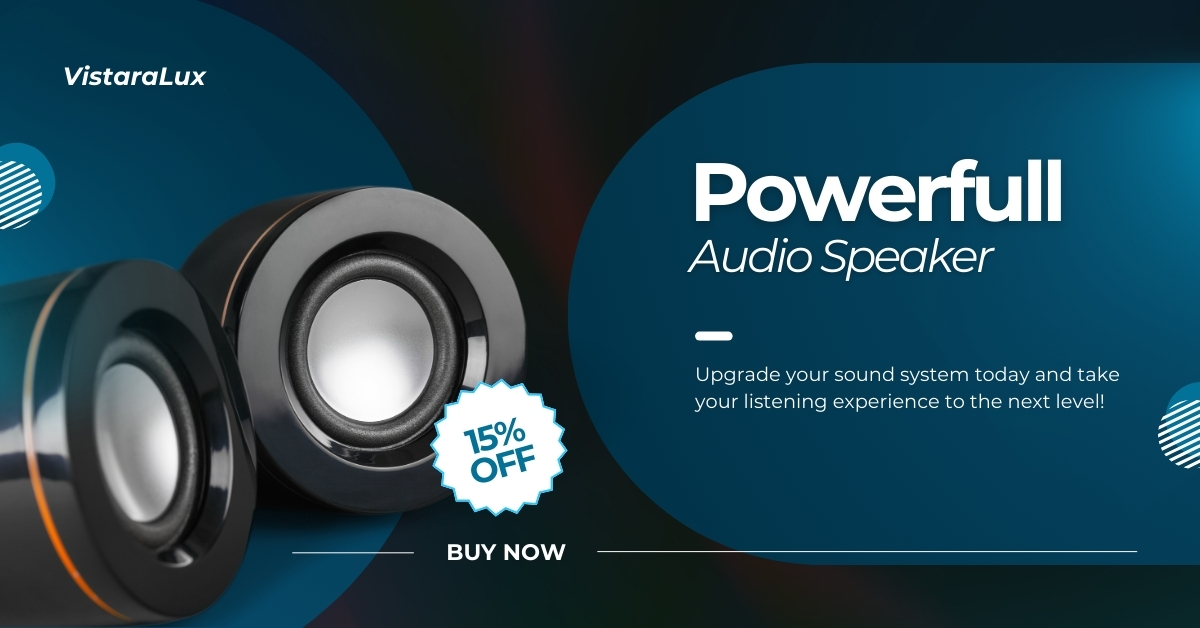 VistaraLux
Powerfull
Audio Speaker
Upgrade your sound system today and take
your listening experience to the next level!
15%
OFF
BUY NOW